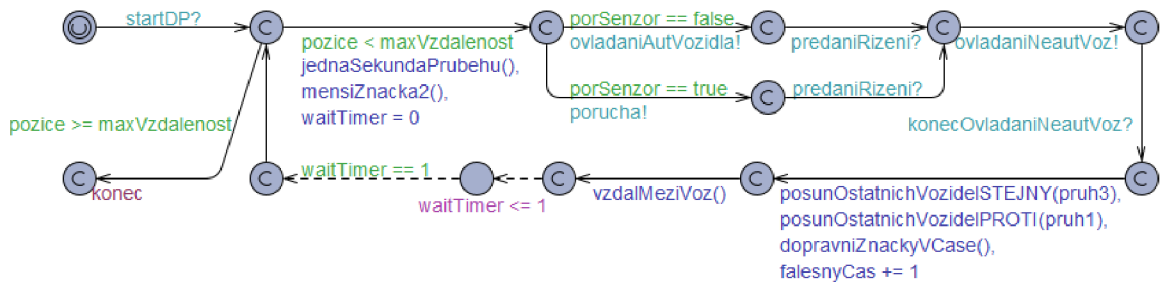 startDP?
pozice < maxVzdalenost
jednaSekundaPrubehu(),
mensiZnacka2(),
waitTimer = 0
porSenzor == false
ovladaniAutVozidla!
predaniRizeni?
ovladaniNeautVoz!
porSenzor == true
porucha!
predaniRizeni?
konecOvladaniNeautVoz?
pozice >= maxVzdalenost
konec
waitTimer == 1
waitTimer <= 1
vzdalMeziVoz()
posunOstatnichVozidelSTEJNY(pruh3),
posunOstatnichVozidelPROTI(pruh1),
dopravniZnackyVCase(),
falesnyCas += 1
C
C
C
C
C
C
C
C
C
C
C